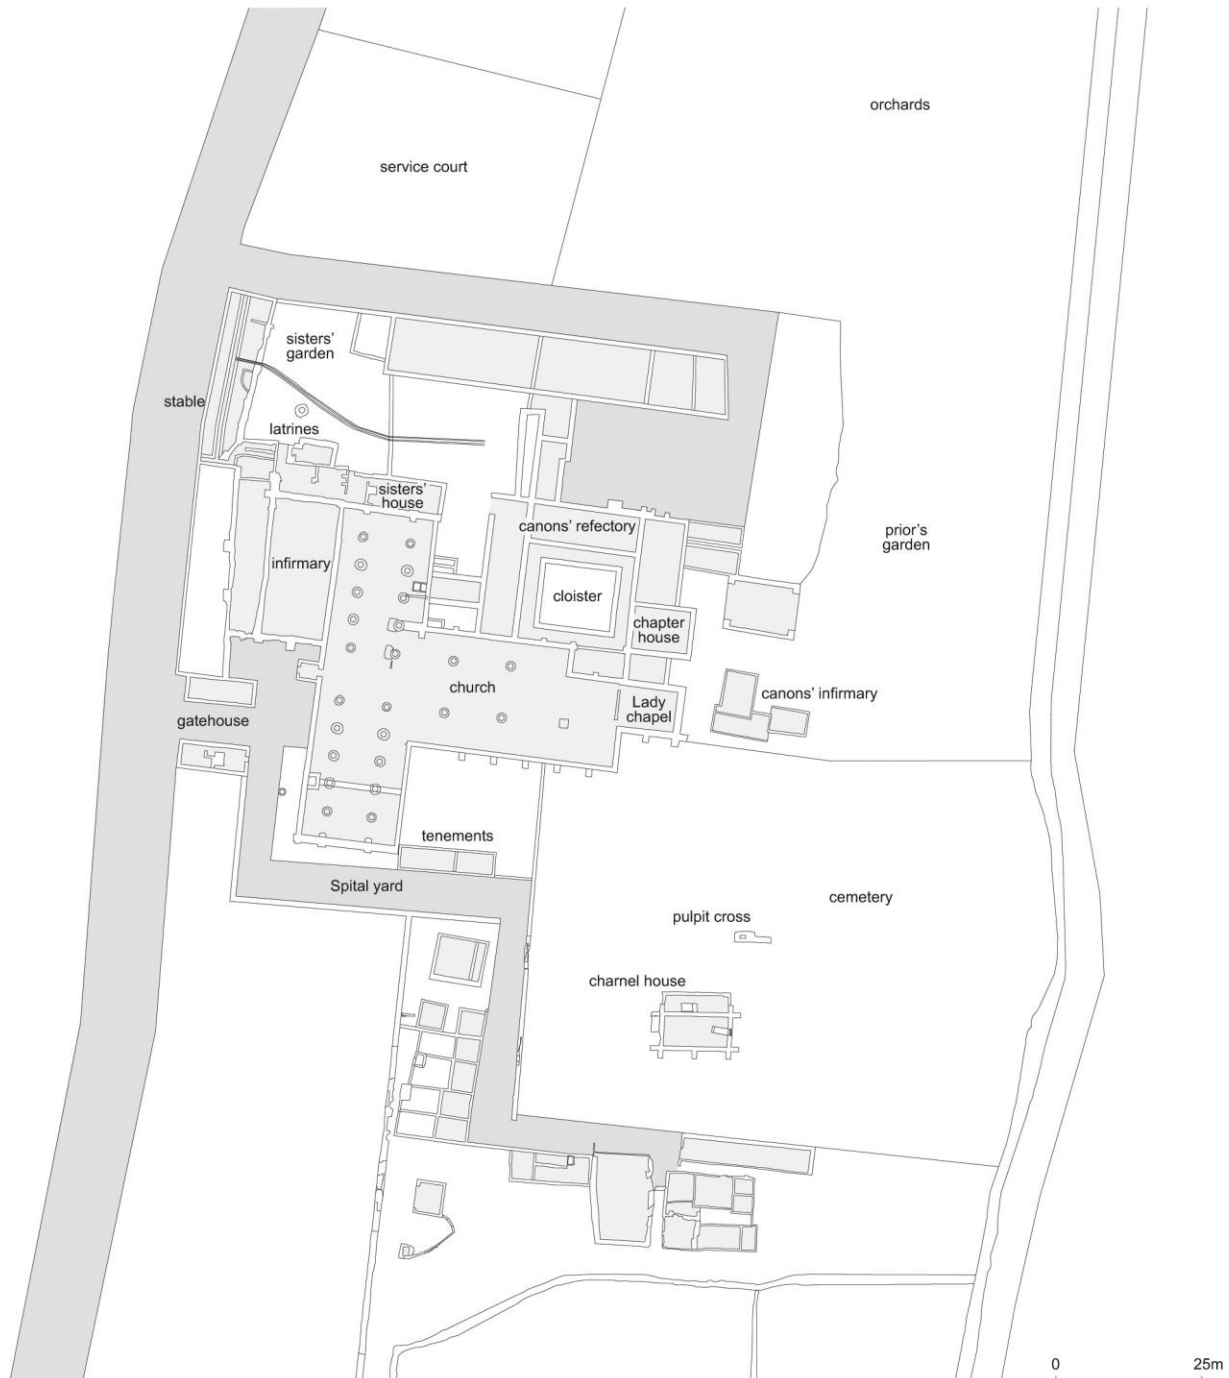 orchards
service court
sisters'
garden
stable
latrines
sisters'
house
canons' refectory
prior's
garden
infirmary
cloister
chapter
house
church
Lady
chapel
canons' infirmary
gatehouse
tenements
Spital yard
cemetery
pulpit cross
charnel house
0 25m